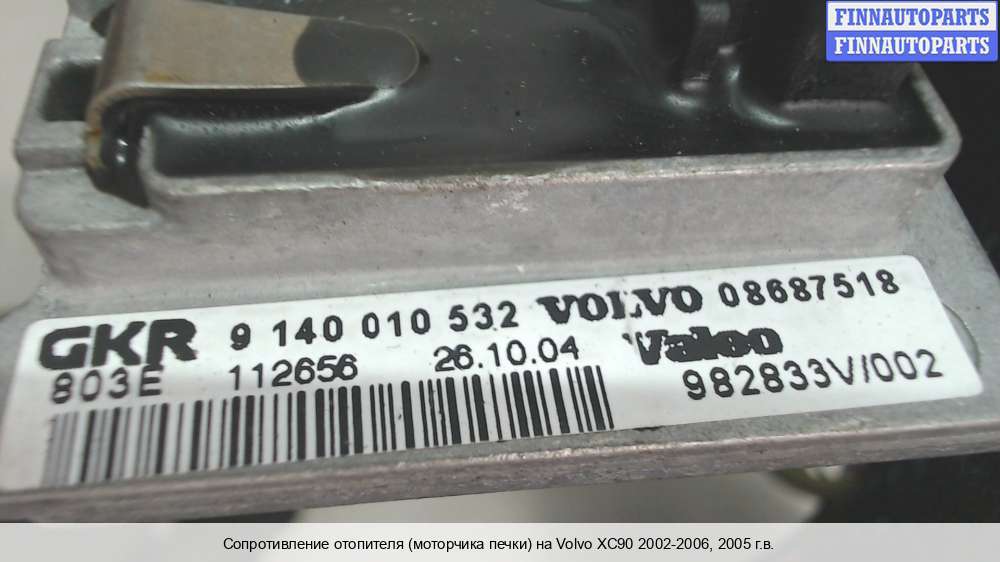 FINNAUTOPARTS
FINNAUTOPARTS
GKR 9 140 010 532 VOLVO 08687518
803E 112656 26.10.04 Valeo
982833V/002
Сопротивление отопителя (моторчика печки) на Volvo XC90 2002-2006, 2005 г.в.